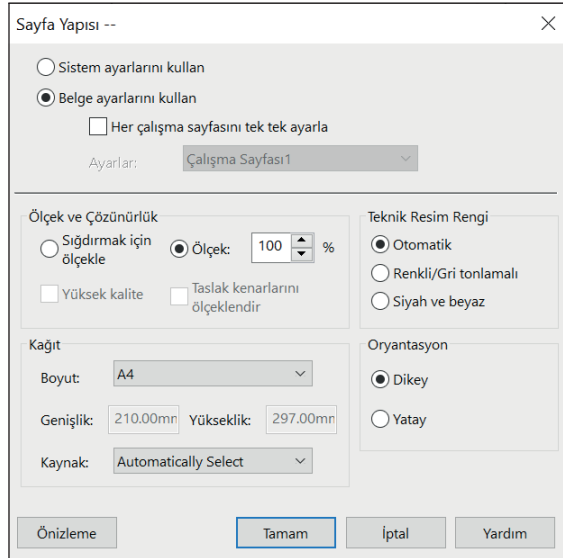 Sayfa Yapısı --
Sistem ayarlarını kullan
Belge ayarlarını kullan
Her çalışma sayfasını tek tek ayarla
Ayarlar: Çalışma Sayfası1
Ölçek ve Çözünürlük
Sığdırmak için
ölçekle
Ölçek: 100 %
Yüksek kalite
Taslak kenarlarını
ölçeklendir
Teknik Resim Rengi
Otomatik
Renkli/Gri tonlamalı
Siyah ve beyaz
Kağıt
Boyut: A4
Genişlik: 210.00mm Yükseklik: 297.00mm
Kaynak: Automatically Select
Oryantasyon
Dikey
Yatay
Önizleme Tamam İptal Yardım